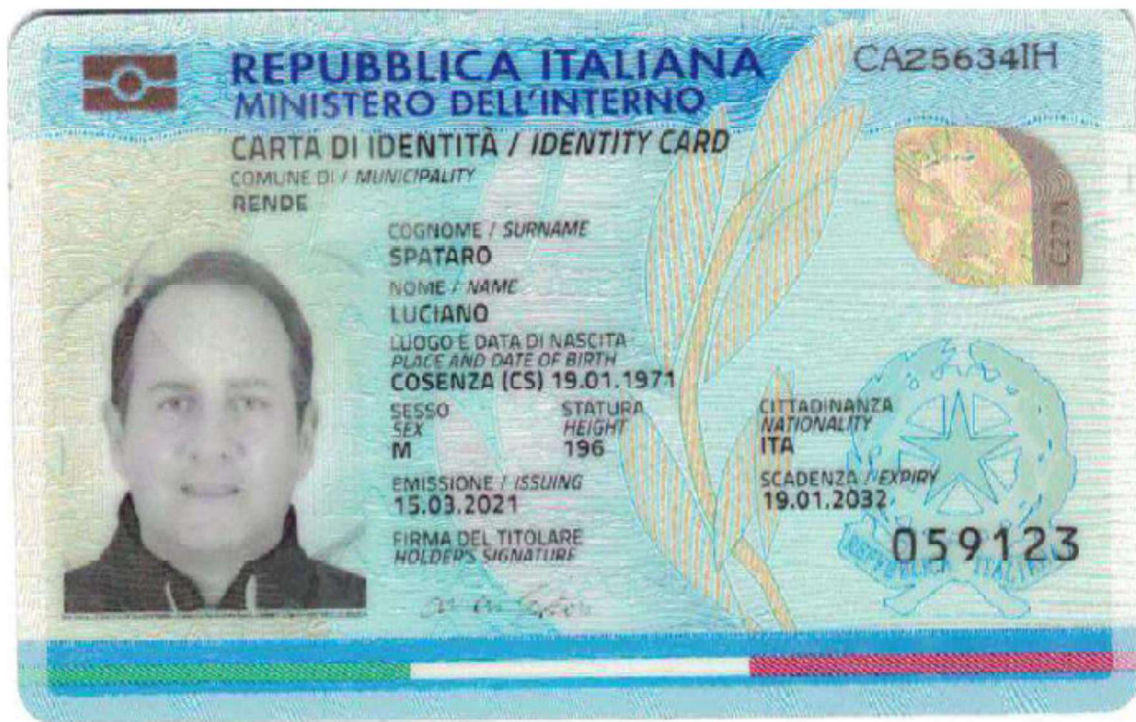 REPUBBLICA ITALIANA
CA25634IH
MINISTERO DELL'INTERNO
CARTA DI IDENTITÀ / IDENTITY CARD
COMUNE DI / MUNICIPALITY
RENDE
COGNOME / SURNAME
SPATARO
NOME / NAME
LUCIANO
LUOGO E DATA DI NASCITA
PLACE AND DATE OF BIRTH
COSENZA (CS) 19.01.1971
SESSO STATURA CITTADINANZA
SEX HEIGHT NATIONALITY
M 196 ITA
EMISSIONE / ISSUING SCADENZA / EXPIRY
15.03.2021 19.01.2032
FIRMA DEL TITOLARE
HOLDER'S SIGNATURE
059123
REPUBBLICA ITALIANA